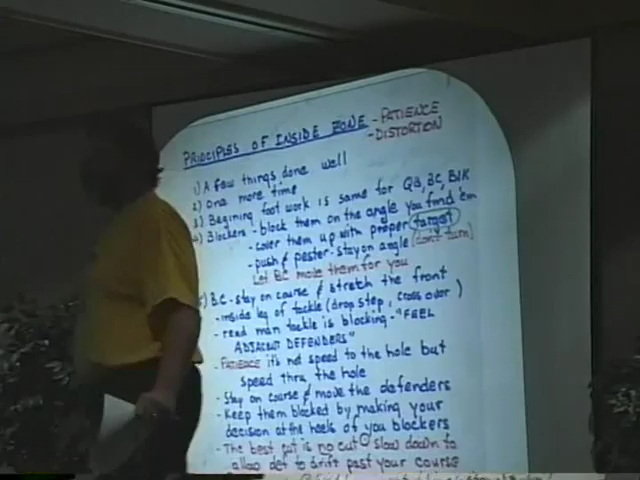 PRINCIPLES OF INSIDE ZONE - PATIENCE
- DISTORTION
1) A few things done well
2) One more time
3) Begining foot work is same for QB, BC, BlK
4) Blockers - block them on the angle you find 'em
- cover them up with proper target
- push & pester - stay on angle (don't turn)
Let BC move them for you
5) B.C - stay on course & stretch the front
- inside leg of tackle (drop step, cross over)
- read man tackle is blocking - "FEEL
ADJACENT DEFENDERS"
- PATIENCE it's not speed to the hole but
speed thru the hole
- Stay on course & move the defenders
- Keep them blocked by making your
decision at the heels of you blockers
- The best cut is no cut slow down to
allow def to drift past your course